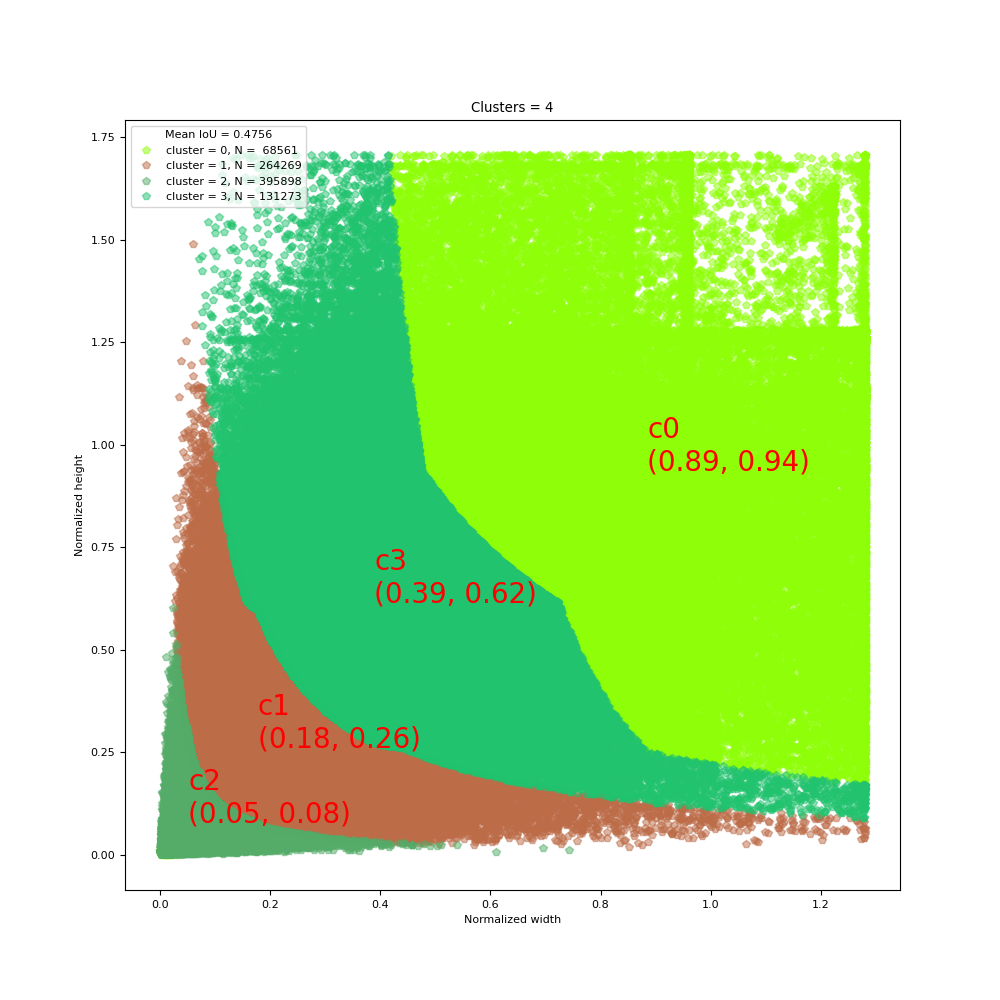 Clusters = 4
Mean IoU = 0.4756
cluster = 0, N =  68561
cluster = 1, N = 264269
cluster = 2, N = 395898
cluster = 3, N = 131273
1.75
1.50
1.25
1.00
0.75
0.50
0.25
0.00
Normalized height
c0
(0.89, 0.94)
c3
(0.39, 0.62)
c1
(0.18, 0.26)
c2
(0.05, 0.08)
0.0 0.2 0.4 0.6 0.8 1.0 1.2
Normalized width